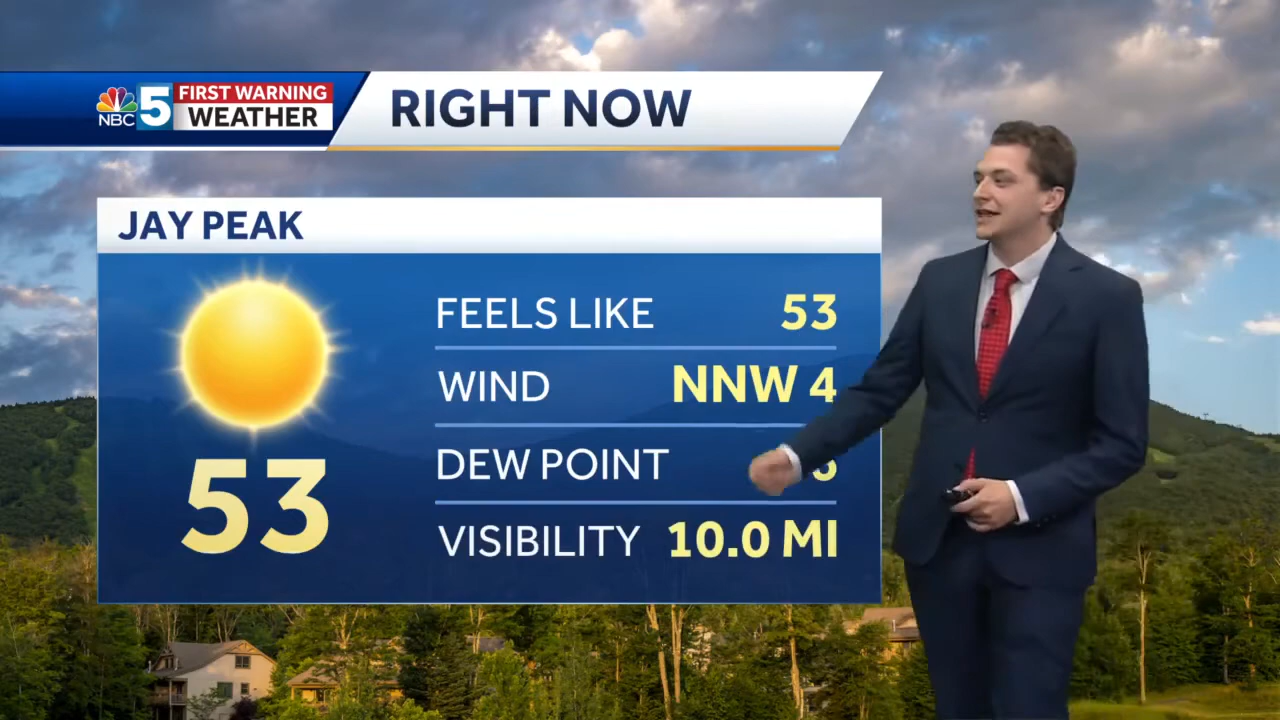 NBC 5 FIRST WARNING WEATHER
RIGHT NOW
JAY PEAK
53
FEELS LIKE 53
WIND NNW 4
DEW POINT
VISIBILITY 10.0 MI